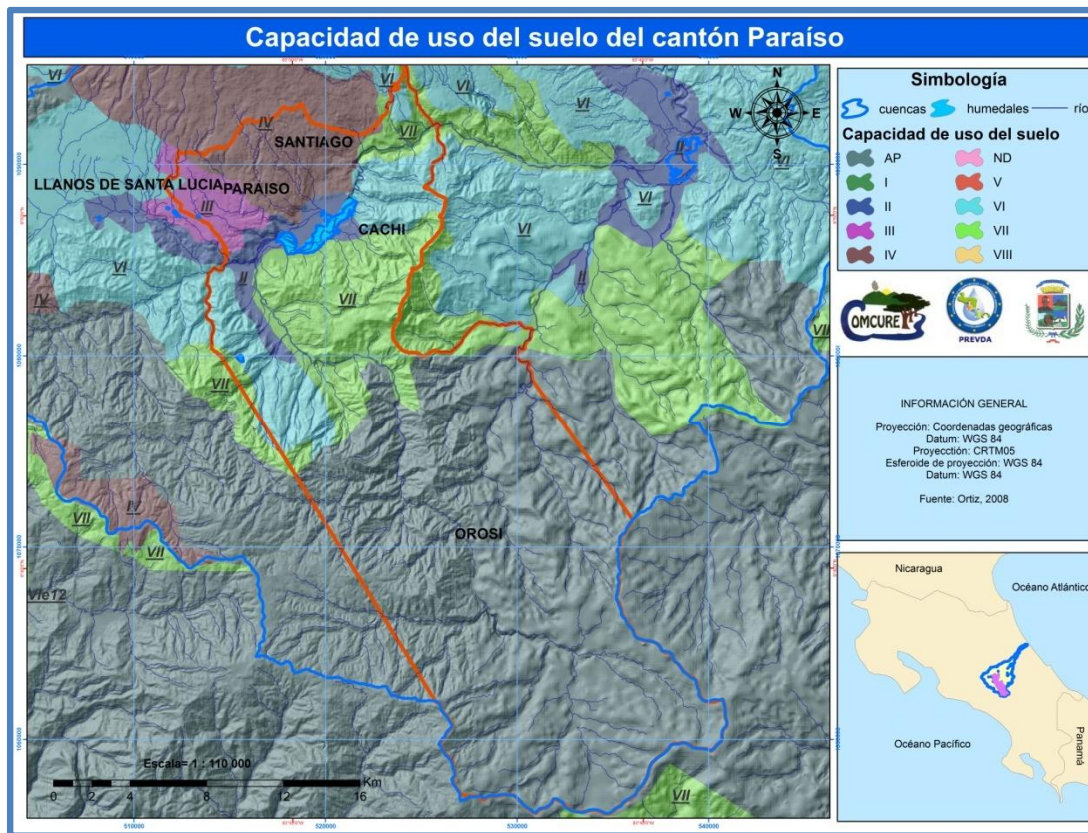 Capacidad de uso del suelo del cantón Paraíso
VI
VI
VI
VI
N
W
E
S
IV
VII
SANTIAGO
II
VI
LLANOS DE SANTA LUCIA
PARAISO
III
VI
CACHI
VI
VI
II
II
IV
VII
VII
VII
VII
OROSI
IV
VII
VII
VIe12
VII
Escala= 1 : 110 000
0 2 4 8 12 16
Km
510000
520000
530000
540000
Simbología
cuencas
humedales
río
Capacidad de uso del suelo
AP
ND
I
V
II
VI
III
VII
IV
VIII
COMCURE
PREVDA
INFORMACIÓN GENERAL
Proyección: Coordenadas geográficas
Datum: WGS 84
Proyecctión: CRTM05
Esferoide de proyección: WGS 84
Datum: WGS 84
Fuente: Ortiz, 2008
Nicaragua
Océano Atlántico
Océano Pacífico
Panamá